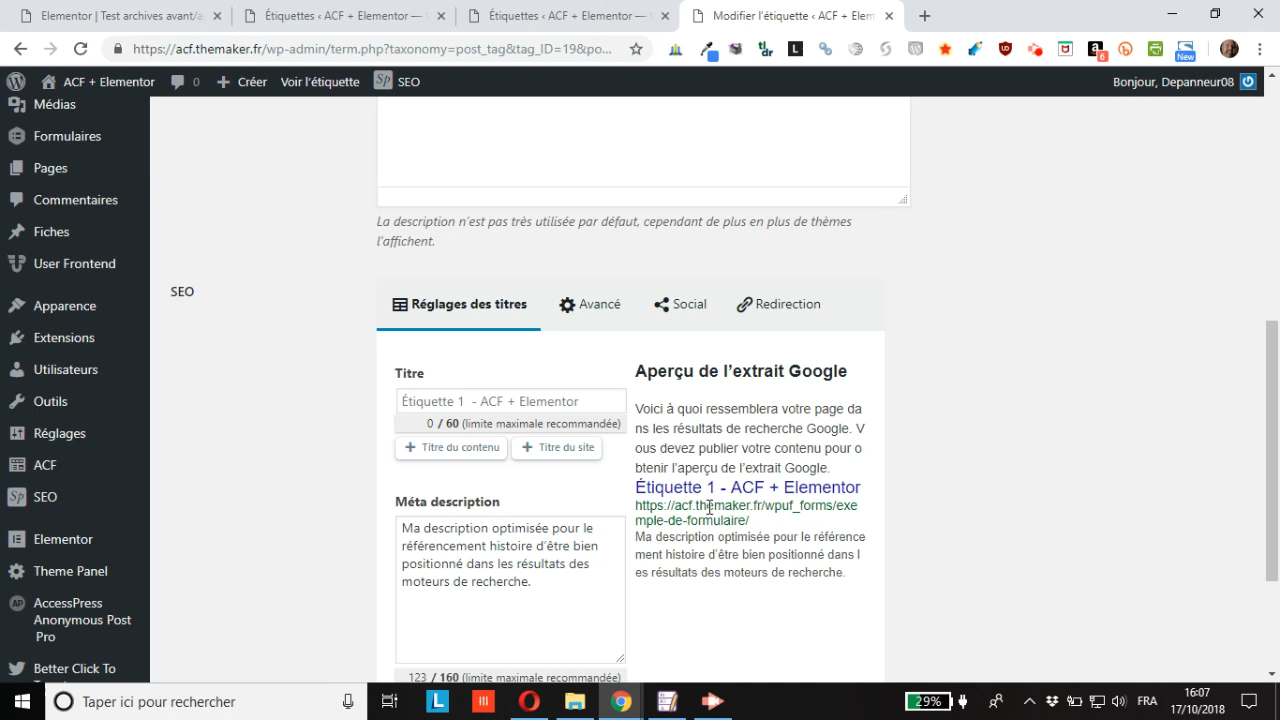 Elementor | Test archives avant/a
Étiquettes ‹ ACF + Elementor — W
Étiquettes ‹ ACF + Elementor — W
Modifier l'étiquette ‹ ACF + Elem
https://acf.themaker.fr/wp-admin/term.php?taxonomy=post_tag&tag_ID=19&po...
tl;dr
L
6
New
ACF + Elementor
0
Créer
Voir l'étiquette
Sp
SEO
Bonjour, Depanneur08
Médias
Formulaires
Pages
Commentaires
Fiches
User Frontend
Apparence
Extensions
Utilisateurs
Outils
Réglages
ACF
Sp SEO
Elementor
Theme Panel
AP AccessPress
Anonymous Post
Pro
Better Click To
La description n'est pas très utilisée par défaut, cependant de plus en plus de thèmes
l'affichent.
SEO
Réglages des titres
Avancé
Social
Redirection
Titre
Étiquette 1 - ACF + Elementor
0 / 60 (limite maximale recommandée)
+ Titre du contenu
+ Titre du site
Méta description
Ma description optimisée pour le
référencement histoire d'être bien
positionné dans les résultats des
moteurs de recherche.
123 / 160 (limite maximale recommandée)
Aperçu de l'extrait Google
Voici à quoi ressemblera votre page da
ns les résultats de recherche Google. V
ous devez publier votre contenu pour o
btenir l'aperçu de l'extrait Google.
Étiquette 1 - ACF + Elementor
https://acf.themaker.fr/wpuf_forms/exe
mple-de-formulaire/
Ma description optimisée pour le référence
ment histoire d'être bien positionné dans l
es résultats des moteurs de recherche.
Taper ici pour rechercher
L
29%
FRA
16:07
17/10/2018